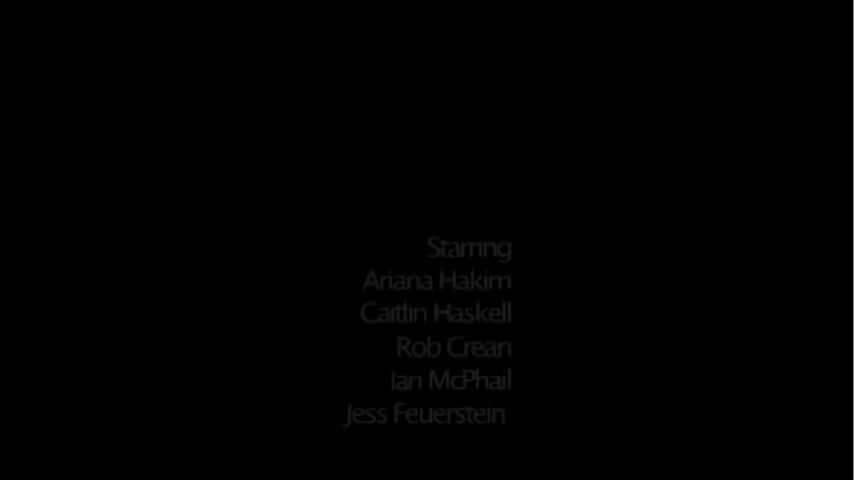 Starring
Ariana Hakim
Caitlin Haskell
Rob Crean
Ian McPhail
Jess Feuerstein